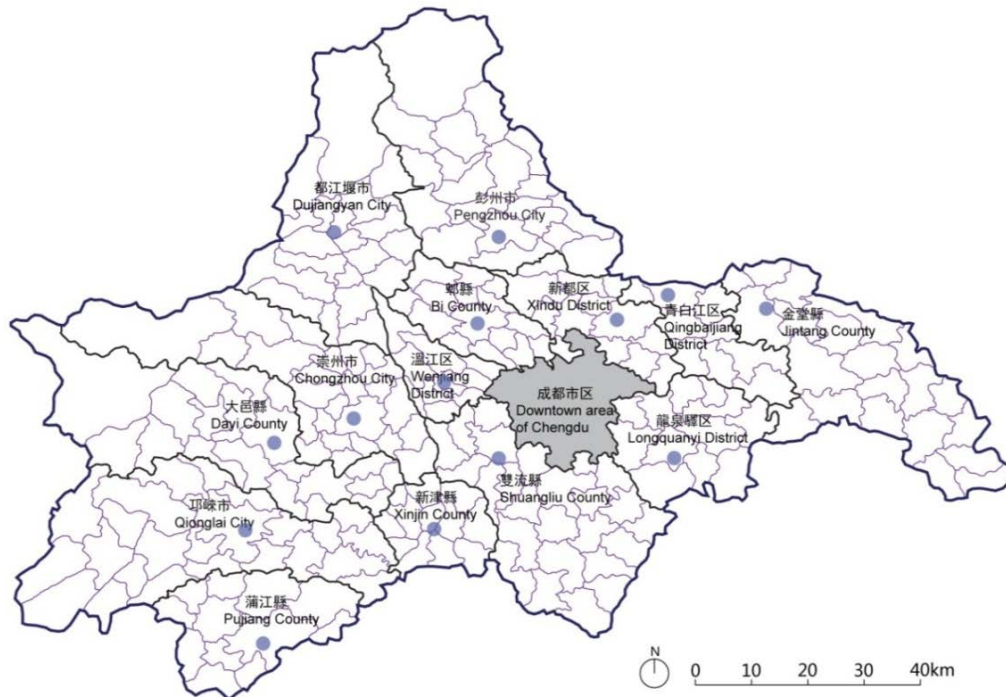 都江堰市
Dujiangyan City
彭州市
Pengzhou City
郫縣
Bi County
新都区
Xindu District
青白江区
Qingbaijiang
District
金堂縣
Jintang County
崇州市
Chongzhou City
溫江区
Wenjiang
District
成都市区
Downtown area
of Chengdu
大邑縣
Dayi County
龍泉驛区
Longquanyi District
邛崍市
Qionglai City
新津縣
Xinjin County
雙流縣
Shuangliu County
蒲江縣
Pujiang County
N
0 10 20 30 40km